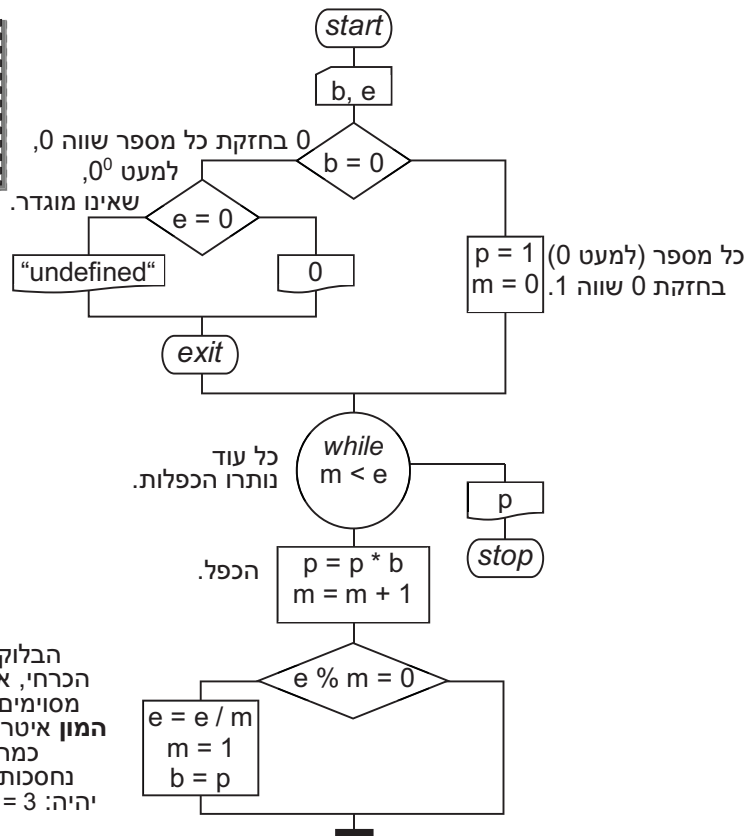 start
b, e
0 בחזקת כל מספר שווה 0,
למעט 0⁰,
שאינו מוגדר.
b = 0
e = 0
"undefined"
0
exit
p = 1
m = 0
כל מספר (למעט 0)
בחזקת 0 שווה 1.
while
m < e
כל עוד
נותרו הכפלות.
p
stop
p = p * b
m = m + 1
הכפל.
e % m = 0
e = e / m
m = 1
b = p
הבלוק
הכרחי,
מסוימים
המון
נחסכות
יהיה: 3 =